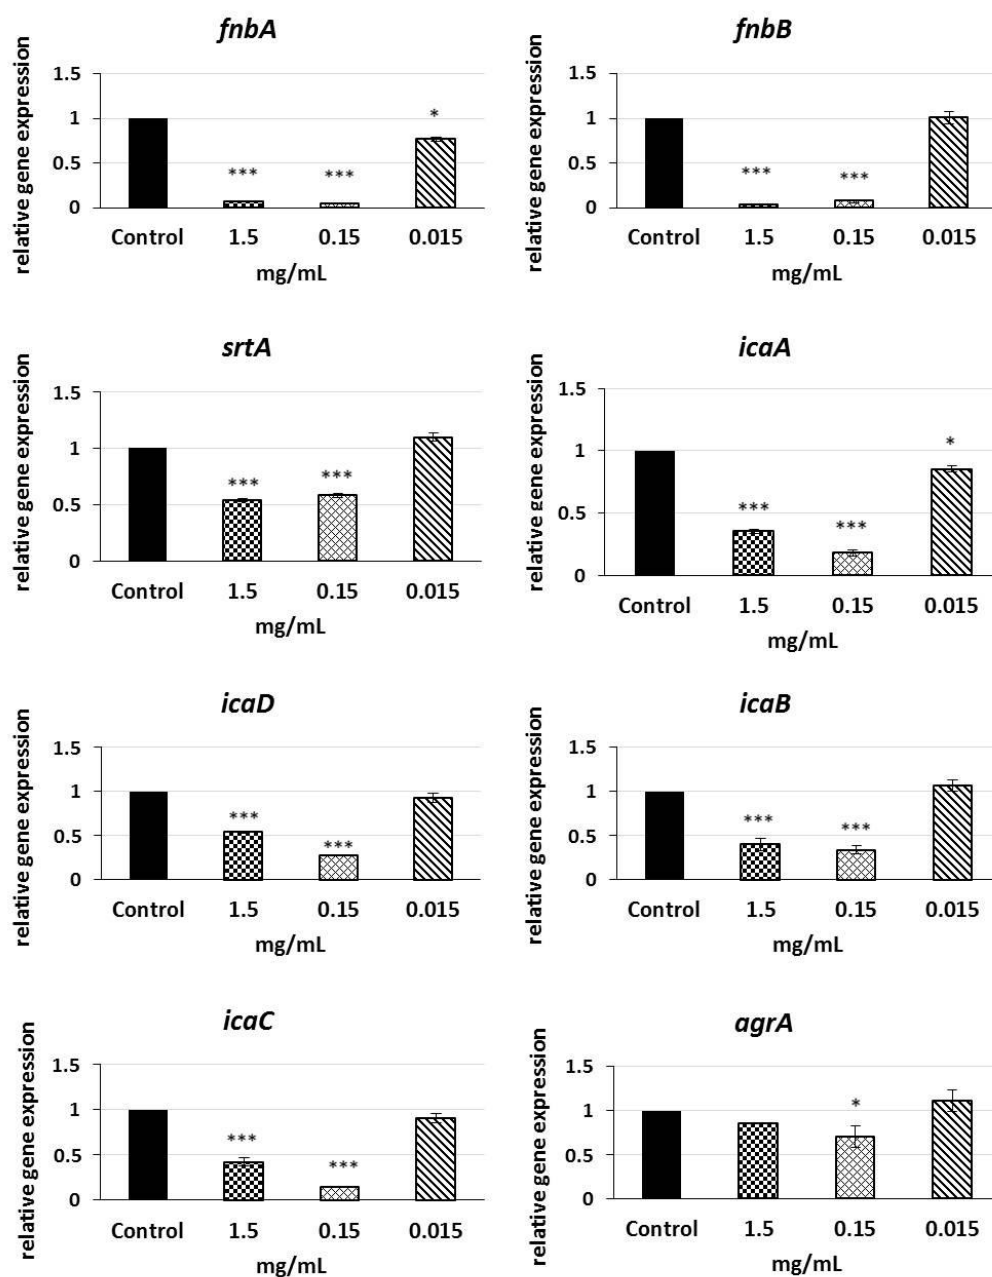 fnbA
relative gene expression
1.5
1
0.5
0
***
***
*
Control 1.5 0.15 0.015
mg/mL
fnbB
relative gene expression
1.5
1
0.5
0
***
***
Control 1.5 0.15 0.015
mg/mL
srtA
relative gene expression
1.5
1
0.5
0
***
***
Control 1.5 0.15 0.015
mg/mL
icaA
relative gene expression
1.5
1
0.5
0
***
***
*
Control 1.5 0.15 0.015
mg/mL
icaD
relative gene expression
1.5
1
0.5
0
***
***
Control 1.5 0.15 0.015
mg/mL
icaB
relative gene expression
1.5
1
0.5
0
***
***
Control 1.5 0.15 0.015
mg/mL
icaC
relative gene expression
1.5
1
0.5
0
***
***
Control 1.5 0.15 0.015
mg/mL
agrA
relative gene expression
1.5
1
0.5
0
*
Control 1.5 0.15 0.015
mg/mL